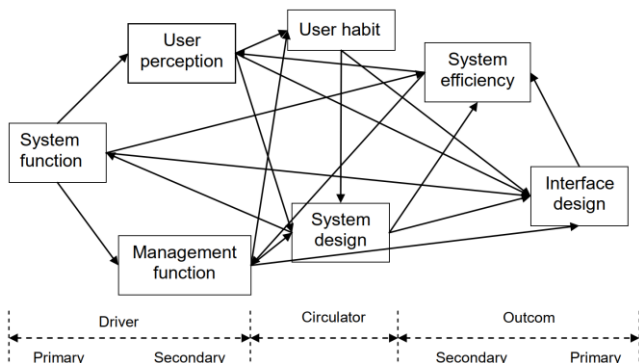 User
perception
User habit
System
efficiency
System
function
Interface
design
System
design
Management
function
Driver
Circulator
Outcom
Primary
Secondary
Secondary
Primary